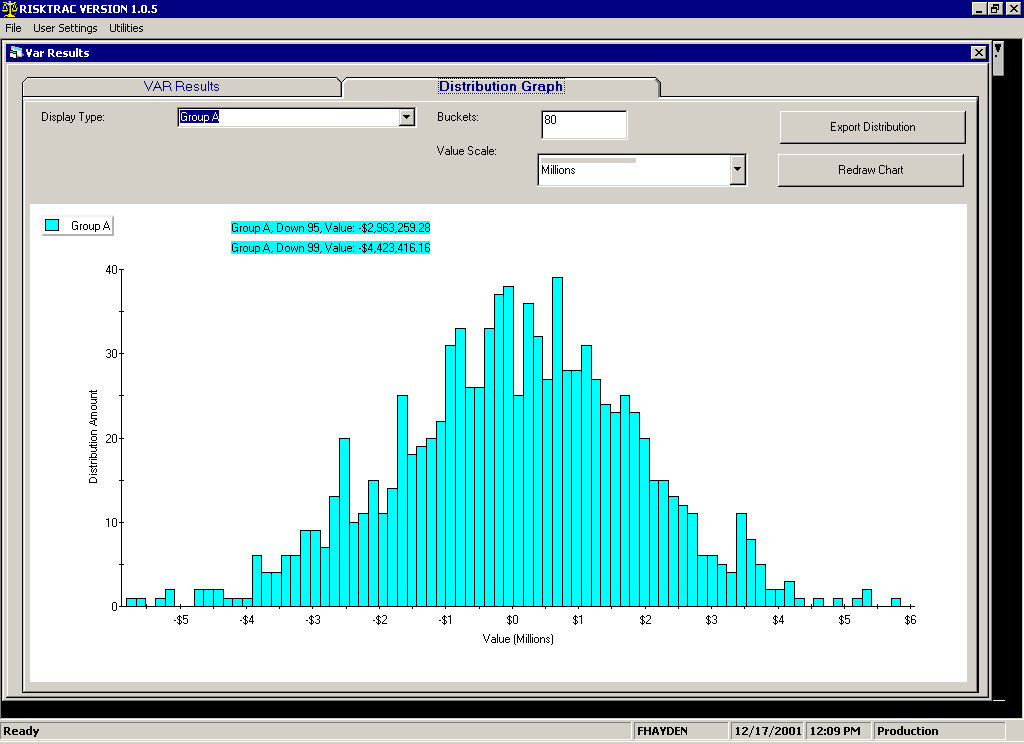 RISKTRAC VERSION 1.0.5
File User Settings Utilities
Var Results
VAR Results Distribution Graph
Display Type: Group A Buckets: 80 Export Distribution
Value Scale: Millions Redraw Chart
Group A
Group A, Down 95, Value: -$2,963,259.28
Group A, Down 99, Value: -$4,423,416.16
40
30
20
10
0
Distribution Amount
-$5 -$4 -$3 -$2 -$1 $0 $1 $2 $3 $4 $5 $6
Value (Millions)
Ready FHAYDEN 12/17/2001 12:09 PM Production